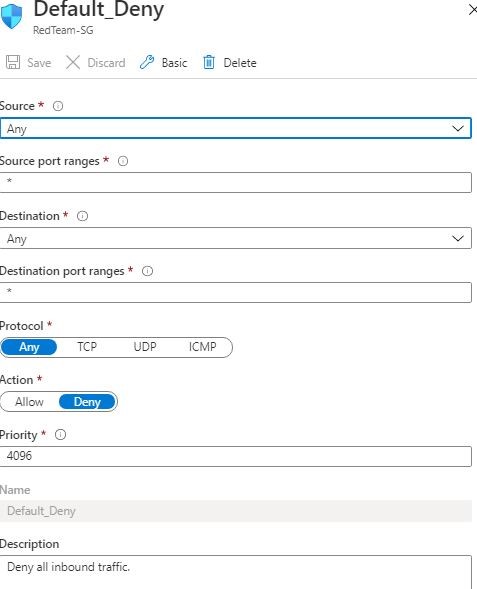 Default_Deny
RedTeam-SG
Save Discard Basic Delete
Source *
Any
Source port ranges *
*
Destination *
Any
Destination port ranges *
*
Protocol *
Any TCP UDP ICMP
Action *
Allow Deny
Priority *
4096
Name
Default_Deny
Description
Deny all inbound traffic.